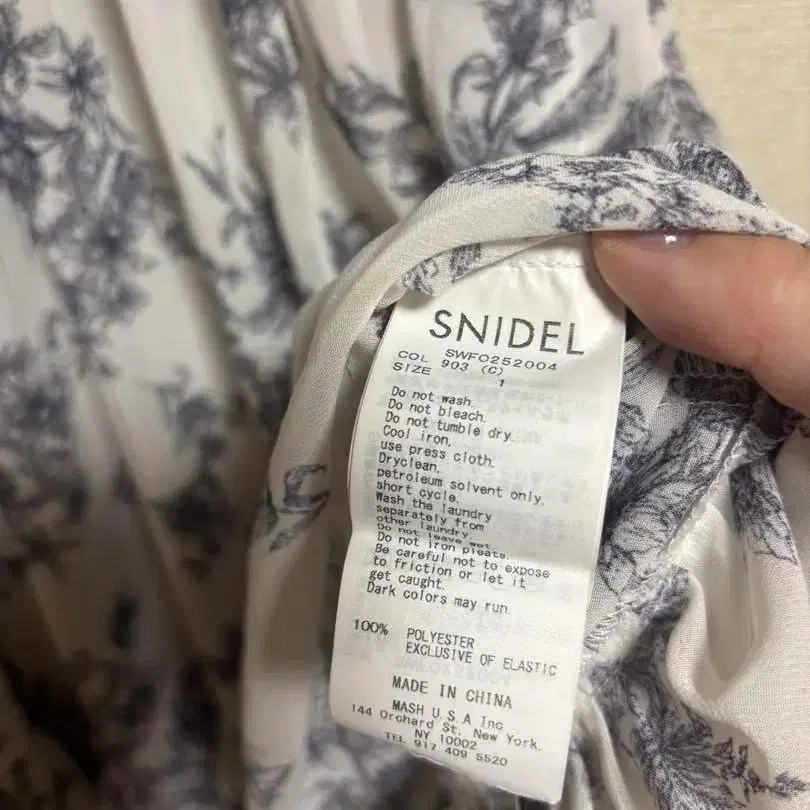 SNIDEL
SWFO252004
COL 903 (C)
SIZE 1
Do not wash.
Do not bleach.
Do not tumble dry.
Cool iron,
use press cloth.
Dryclean,
petroleum solvent only,
short cycle.
Wash the laundry
separately from
other laundry.
Do not leave wet.
Do not iron pleats.
Be careful not to expose
to friction or let it
get caught.
Dark colors may run.
100% POLYESTER
EXCLUSIVE OF ELASTIC
MADE IN CHINA
MASH U.S.A Inc
144 Orchard St. New York.
NY 10002
TEL 917 409 5520